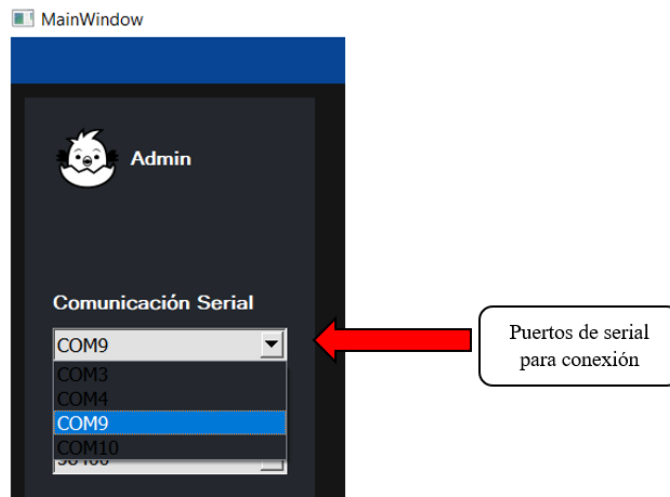 MainWindow
Admin
Comunicación Serial
COM9
COM3
COM4
COM9
COM10
Puertos de serial
para conexión